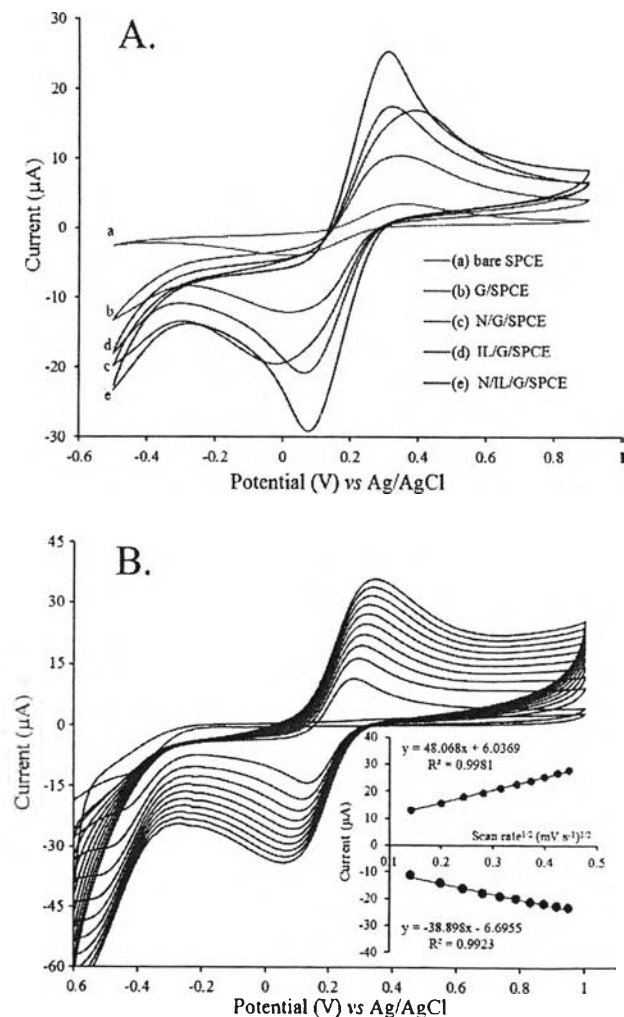 A.
30
20
10
0
-10
-20
-30
Current (µA)
a
b
d
c
e
(a) bare SPCE
(b) G/SPCE
(c) N/G/SPCE
(d) IL/G/SPCE
(e) N/IL/G/SPCE
-0.6 -0.4 -0.2 0 0.2 0.4 0.6 0.8 1
Potential (V) vs Ag/AgCl
B.
45
30
15
0
-15
-30
-45
-60
Current (µA)
y = 48.068x + 6.0369
R² = 0.9981
40
30
20
10
0
-10
-20
-30
-40
Current (µA)
Scan rate¹ᐟ² (mV s⁻¹)¹ᐟ²
0.1 0.2 0.3 0.4 0.5
y = -38.898x - 6.6955
R² = 0.9923
-0.6 -0.4 -0.2 0 0.2 0.4 0.6 0.8 1
Potential (V) vs Ag/AgCl